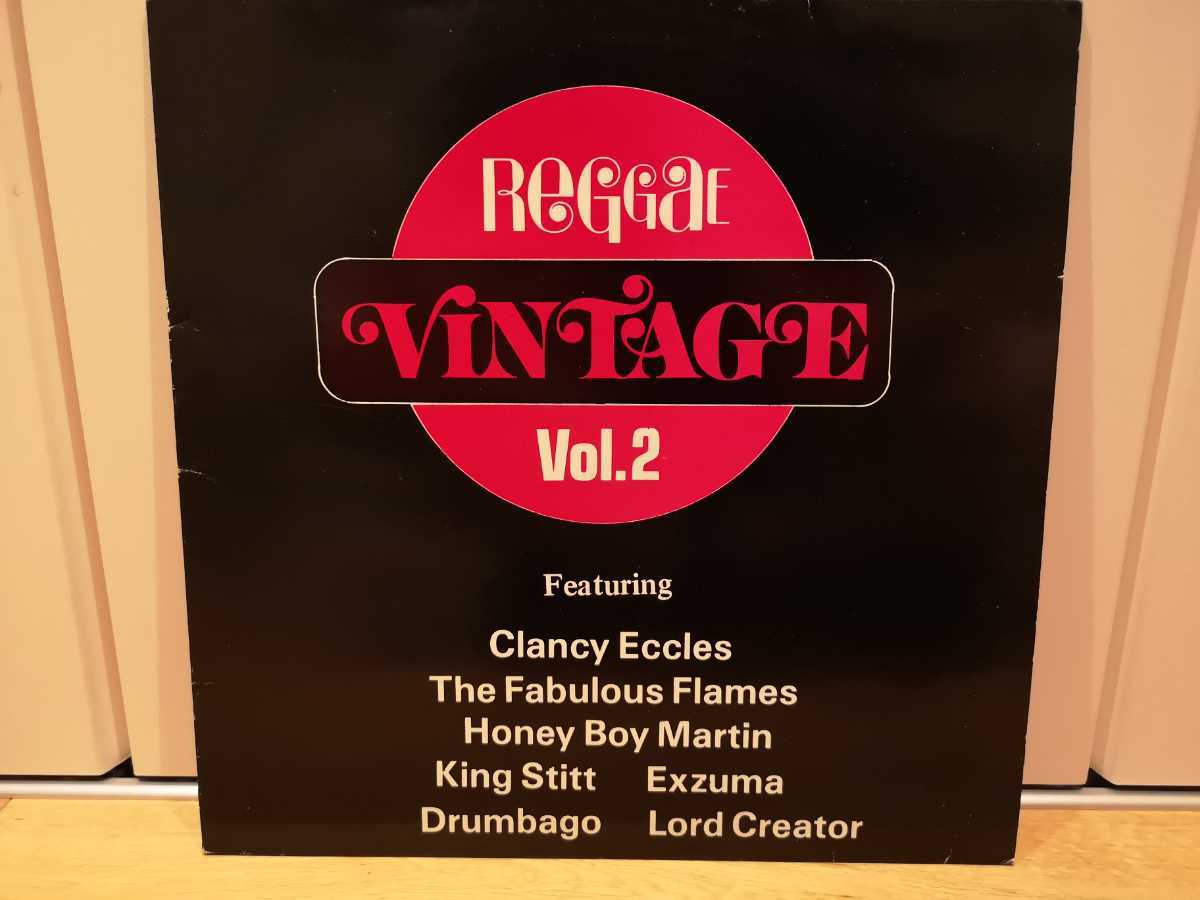 ReGGaE
ViNTAGE
Vol.2
Featuring
Clancy Eccles
The Fabulous Flames
Honey Boy Martin
King Stitt Exzuma
Drumbago Lord Creator